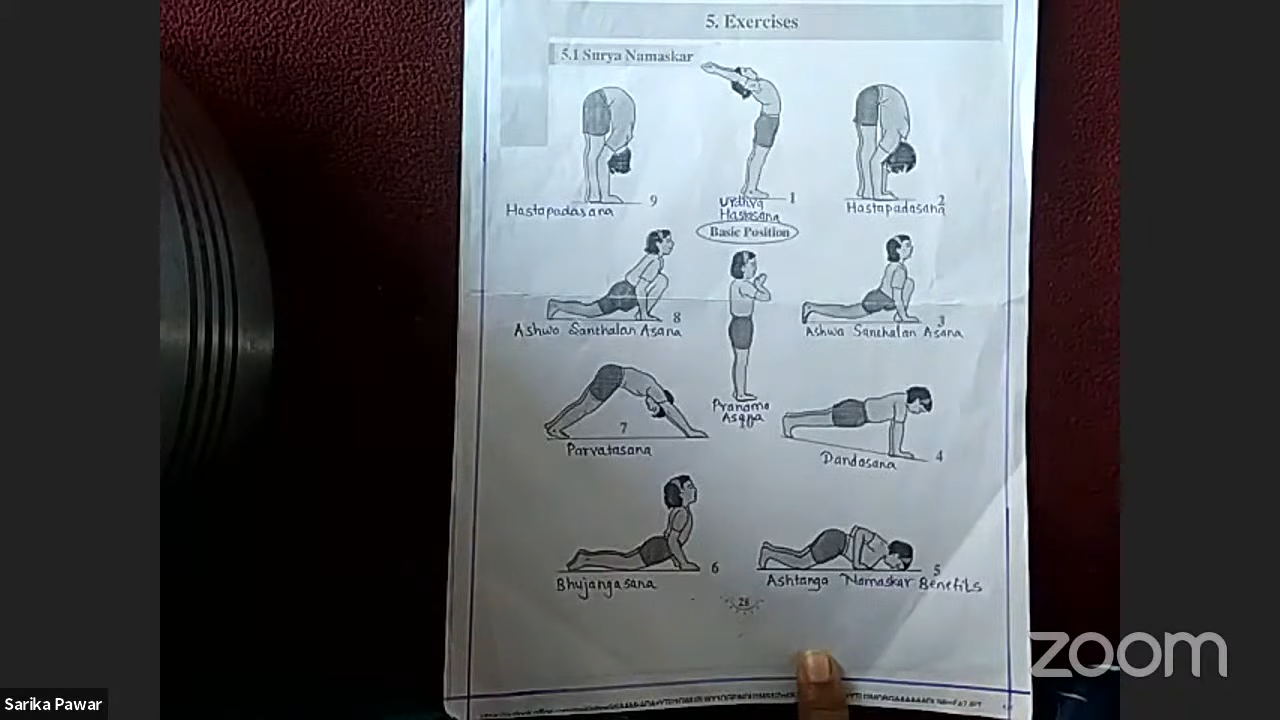 5. Exercises
5.1 Surya Namaskar
9
1
2
Hastapadasana
Urdhva
Hastasana
Hastapadasana
Basic Position
8
3
Ashwa Sanchalan Asana
Ashwa Sanchalan Asana
Pranama
Asana
7
Parvatasana
4
Dandasana
6
5
Bhujangasana
Ashtanga Namaskar Benefits
28
zoom
Sarika Pawar